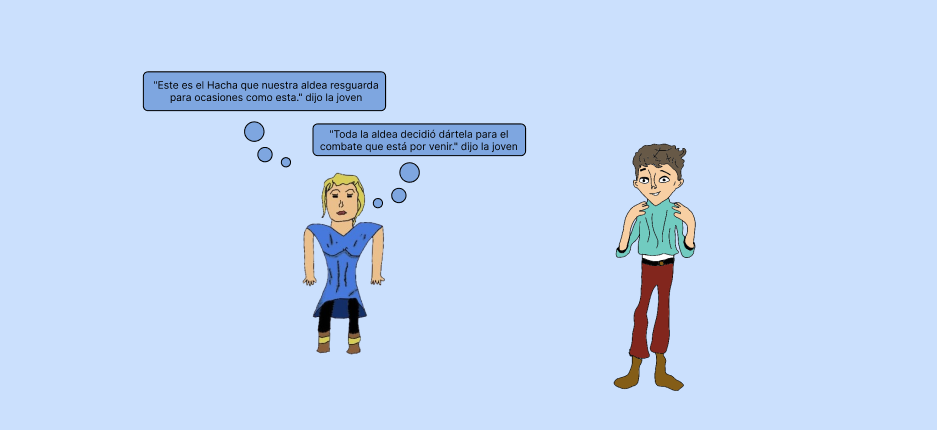 "Este es el Hacha que nuestra aldea resguarda
para ocasiones como esta." dijo la joven
"Toda la aldea decidió dártela para el
combate que está por venir." dijo la joven